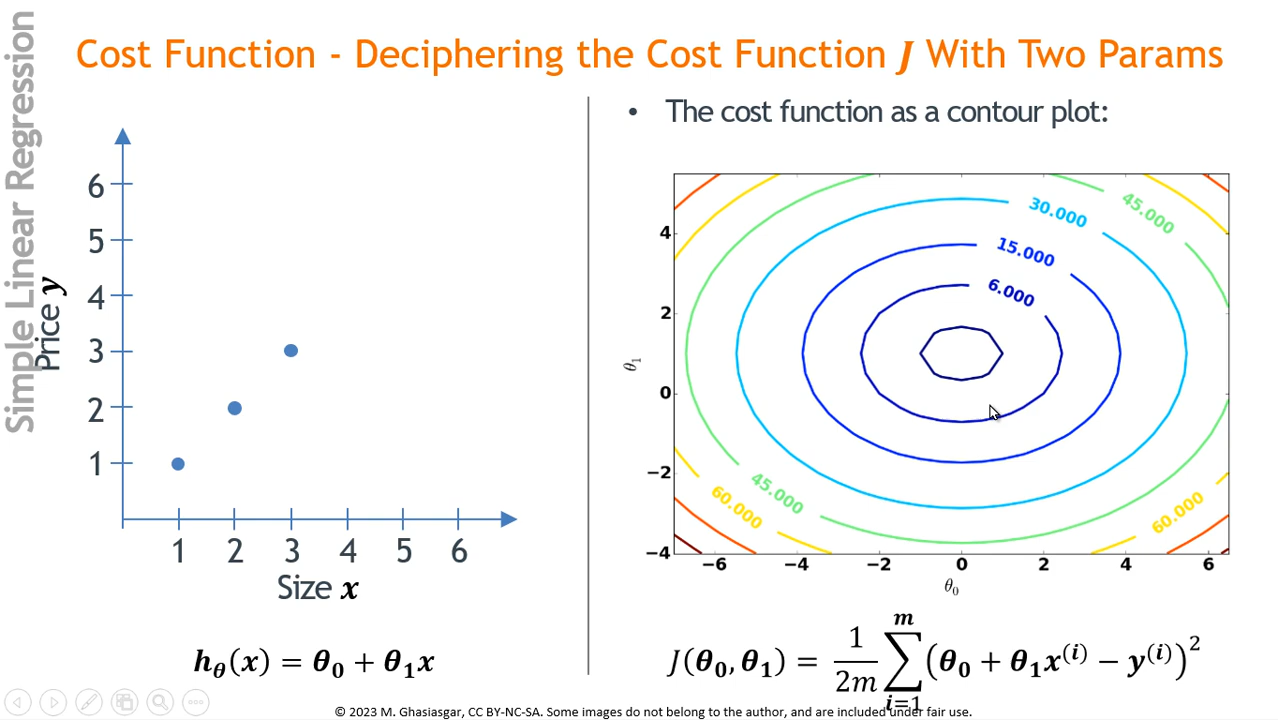 Cost Function - Deciphering the Cost Function J With Two Params
Simple Linear Regression
Price y
6
5
4
3
2
1
1 2 3 4 5 6
Size x
hθ(x) = θ0 + θ1x
• The cost function as a contour plot:
45.000
30.000
15.000
6.000
45.000
60.000
60.000
4
2
0
−2
−4
θ1
−6 −4 −2 0 2 4 6
θ0
J(θ0, θ1) = 1/2m ∑ i=1 m (θ0 + θ1x(i) − y(i))2
© 2023 M. Ghasiasgar, CC BY-NC-SA. Some images do not belong to the author, and are included under fair use.